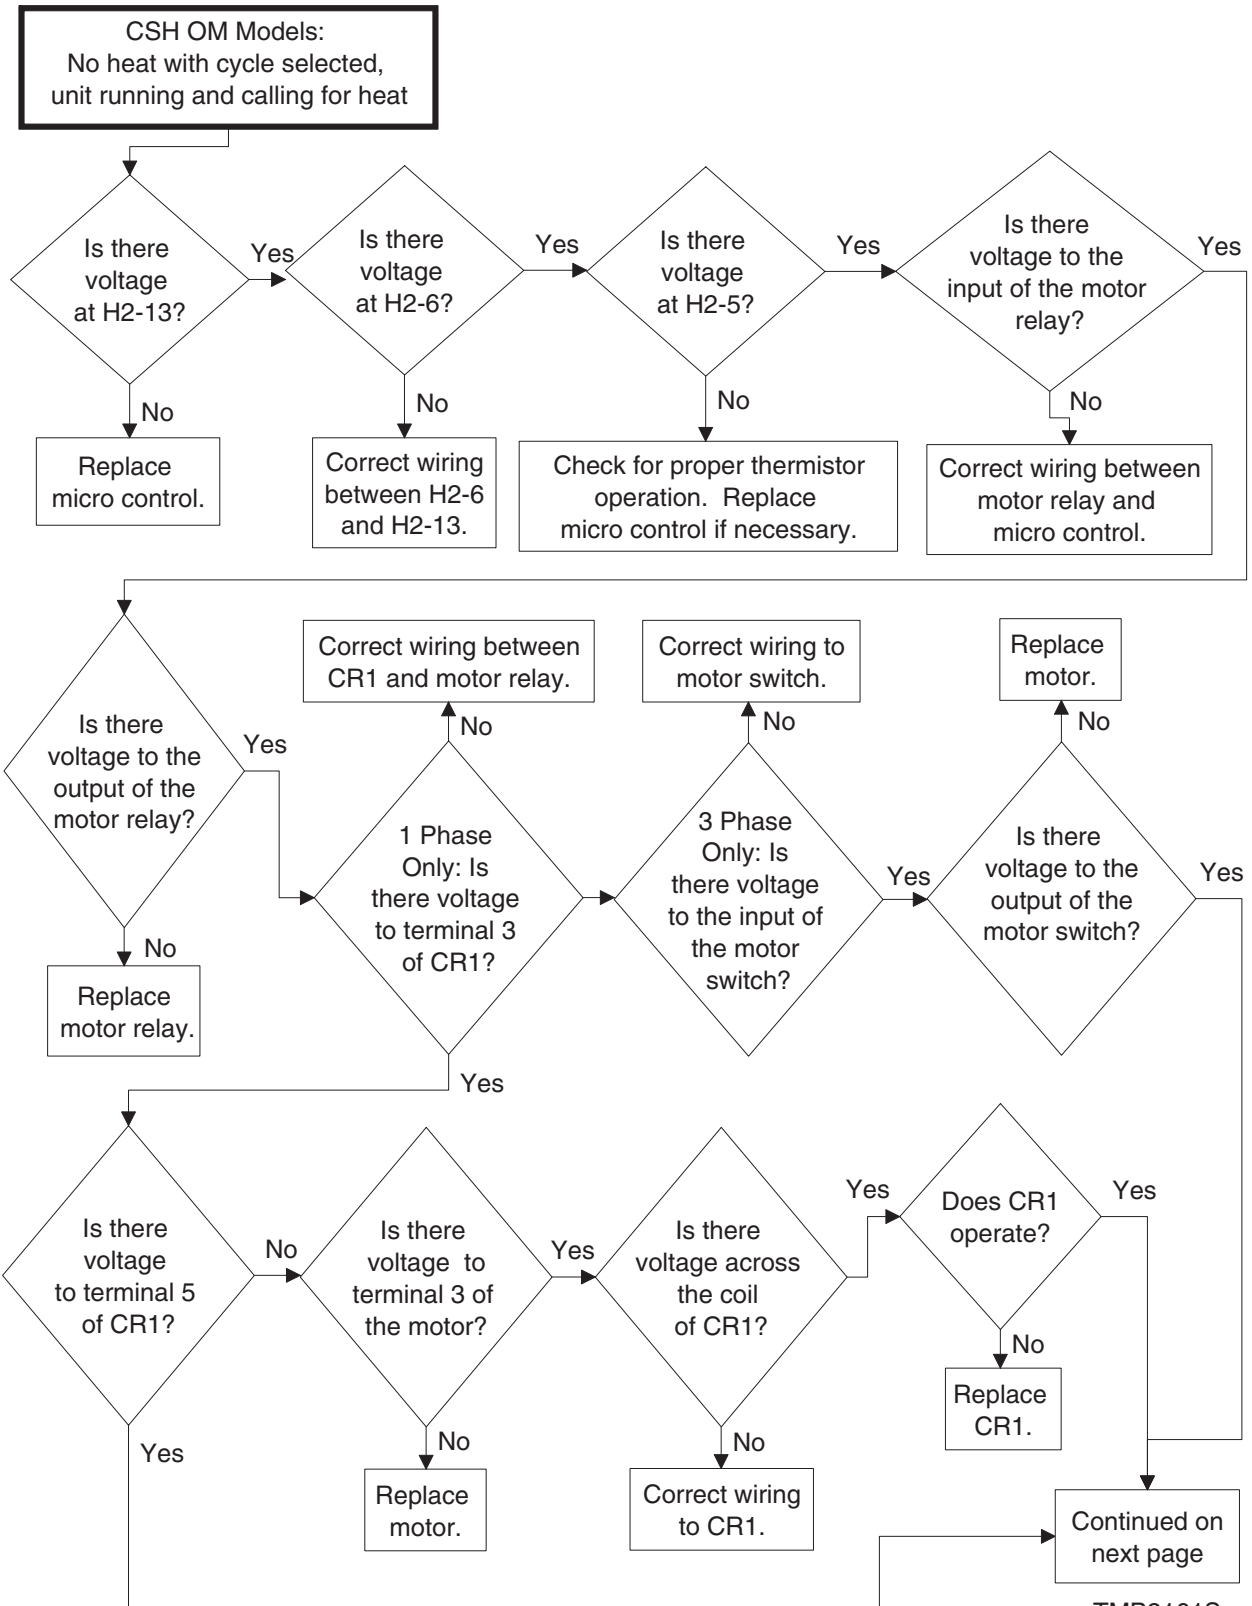 CSH OM Models:
No heat with cycle selected,
unit running and calling for heat
Is there
voltage
at H2-13?
Yes
No
Replace
micro control.
Is there
voltage
at H2-6?
Yes
No
Correct wiring
between H2-6
and H2-13.
Is there
voltage
at H2-5?
Yes
No
Check for proper thermistor
operation. Replace
micro control if necessary.
Is there
voltage to the
input of the motor
relay?
Yes
No
Correct wiring between
motor relay and
micro control.
Is there
voltage to the
output of the
motor relay?
Yes
No
Replace
motor relay.
Correct wiring between
CR1 and motor relay.
No
1 Phase
Only: Is
there voltage
to terminal 3
of CR1?
Yes
Correct wiring to
motor switch.
No
3 Phase
Only: Is
there voltage
to the input of
the motor
switch?
Yes
Replace
motor.
No
Is there
voltage to the
output of the
motor switch?
Yes
Is there
voltage
to terminal 5
of CR1?
No
Yes
Is there
voltage to
terminal 3 of
the motor?
Yes
No
Replace
motor.
Is there
voltage across
the coil
of CR1?
Yes
No
Correct wiring
to CR1.
Does CR1
operate?
Yes
No
Replace
CR1.
Continued on
next page